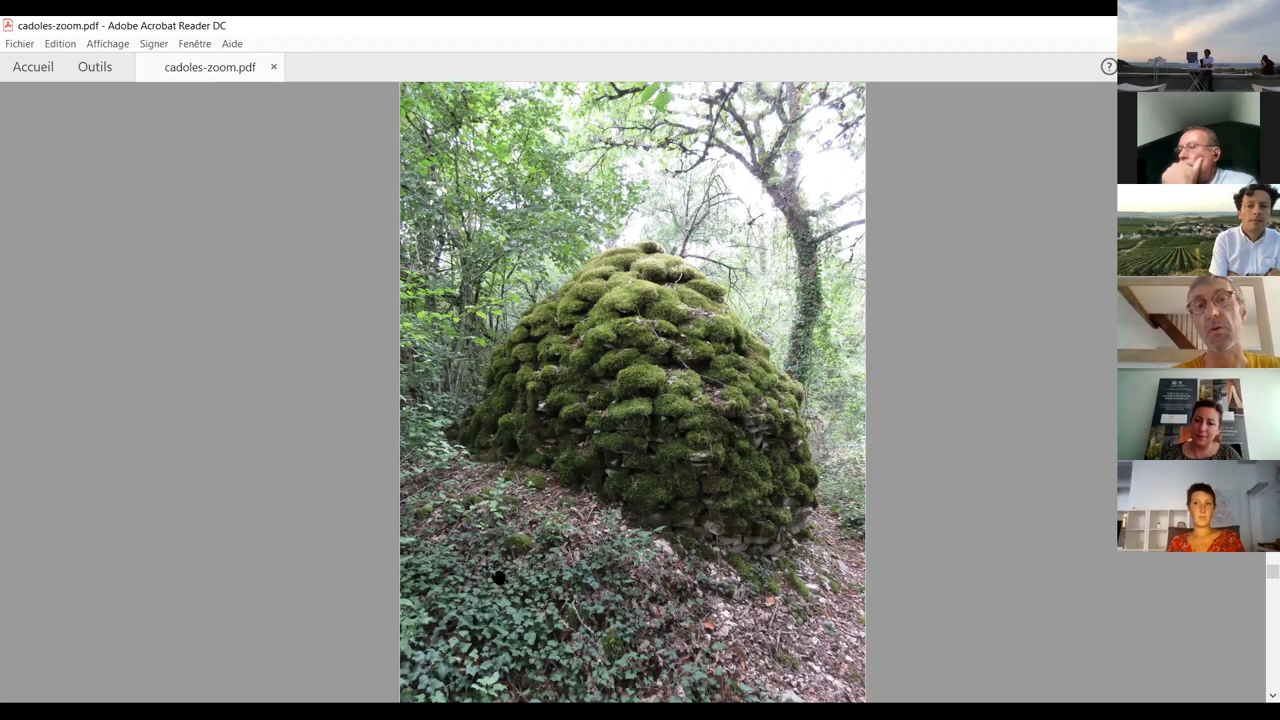 cadoles-zoom.pdf - Adobe Acrobat Reader DC
Fichier Edition Affichage Signer Fenêtre Aide
Accueil Outils cadoles-zoom.pdf ×
?